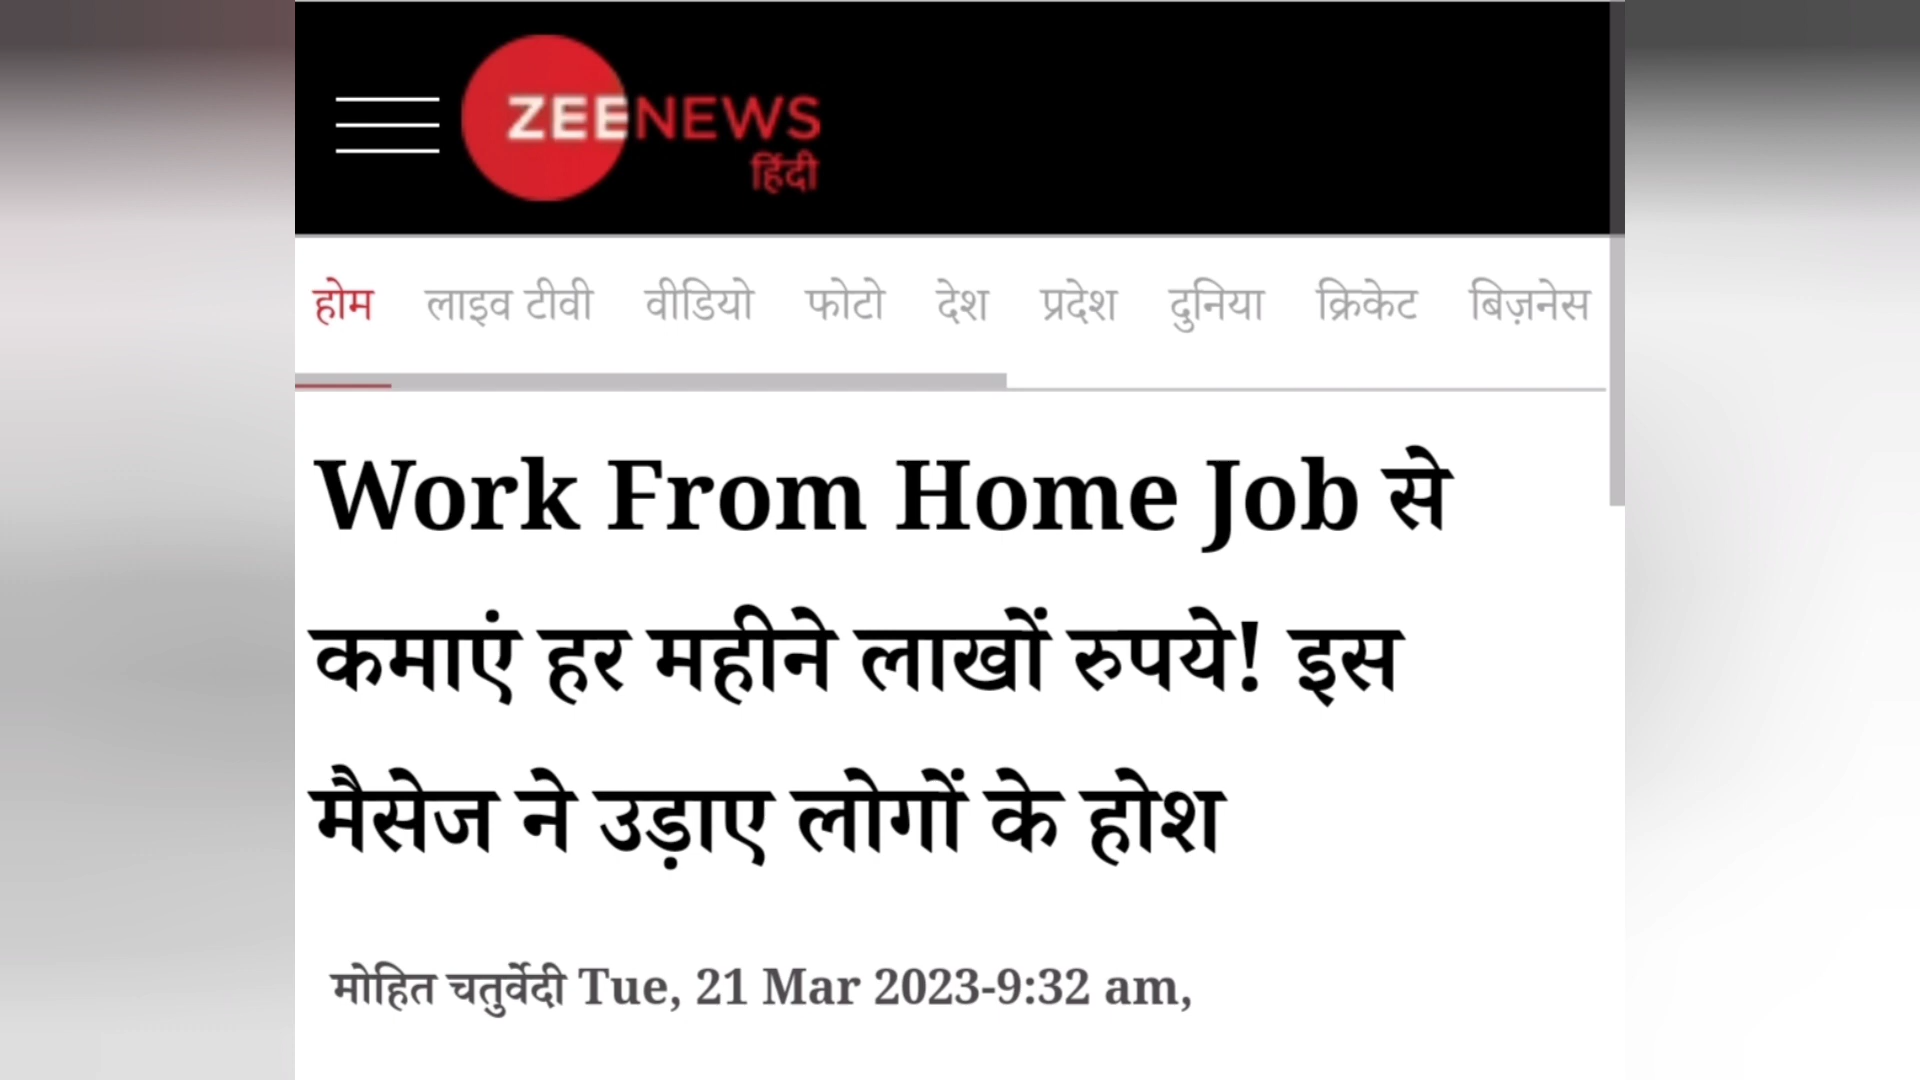 ZEENEWS
हिंदी
होम लाइव टीवी वीडियो फोटो देश प्रदेश दुनिया क्रिकेट बिज़नेस
Work From Home Job से
कमाएं हर महीने लाखों रुपये! इस
मैसेज ने उड़ाए लोगों के होश
मोहित चतुर्वेदी Tue, 21 Mar 2023-9:32 am,